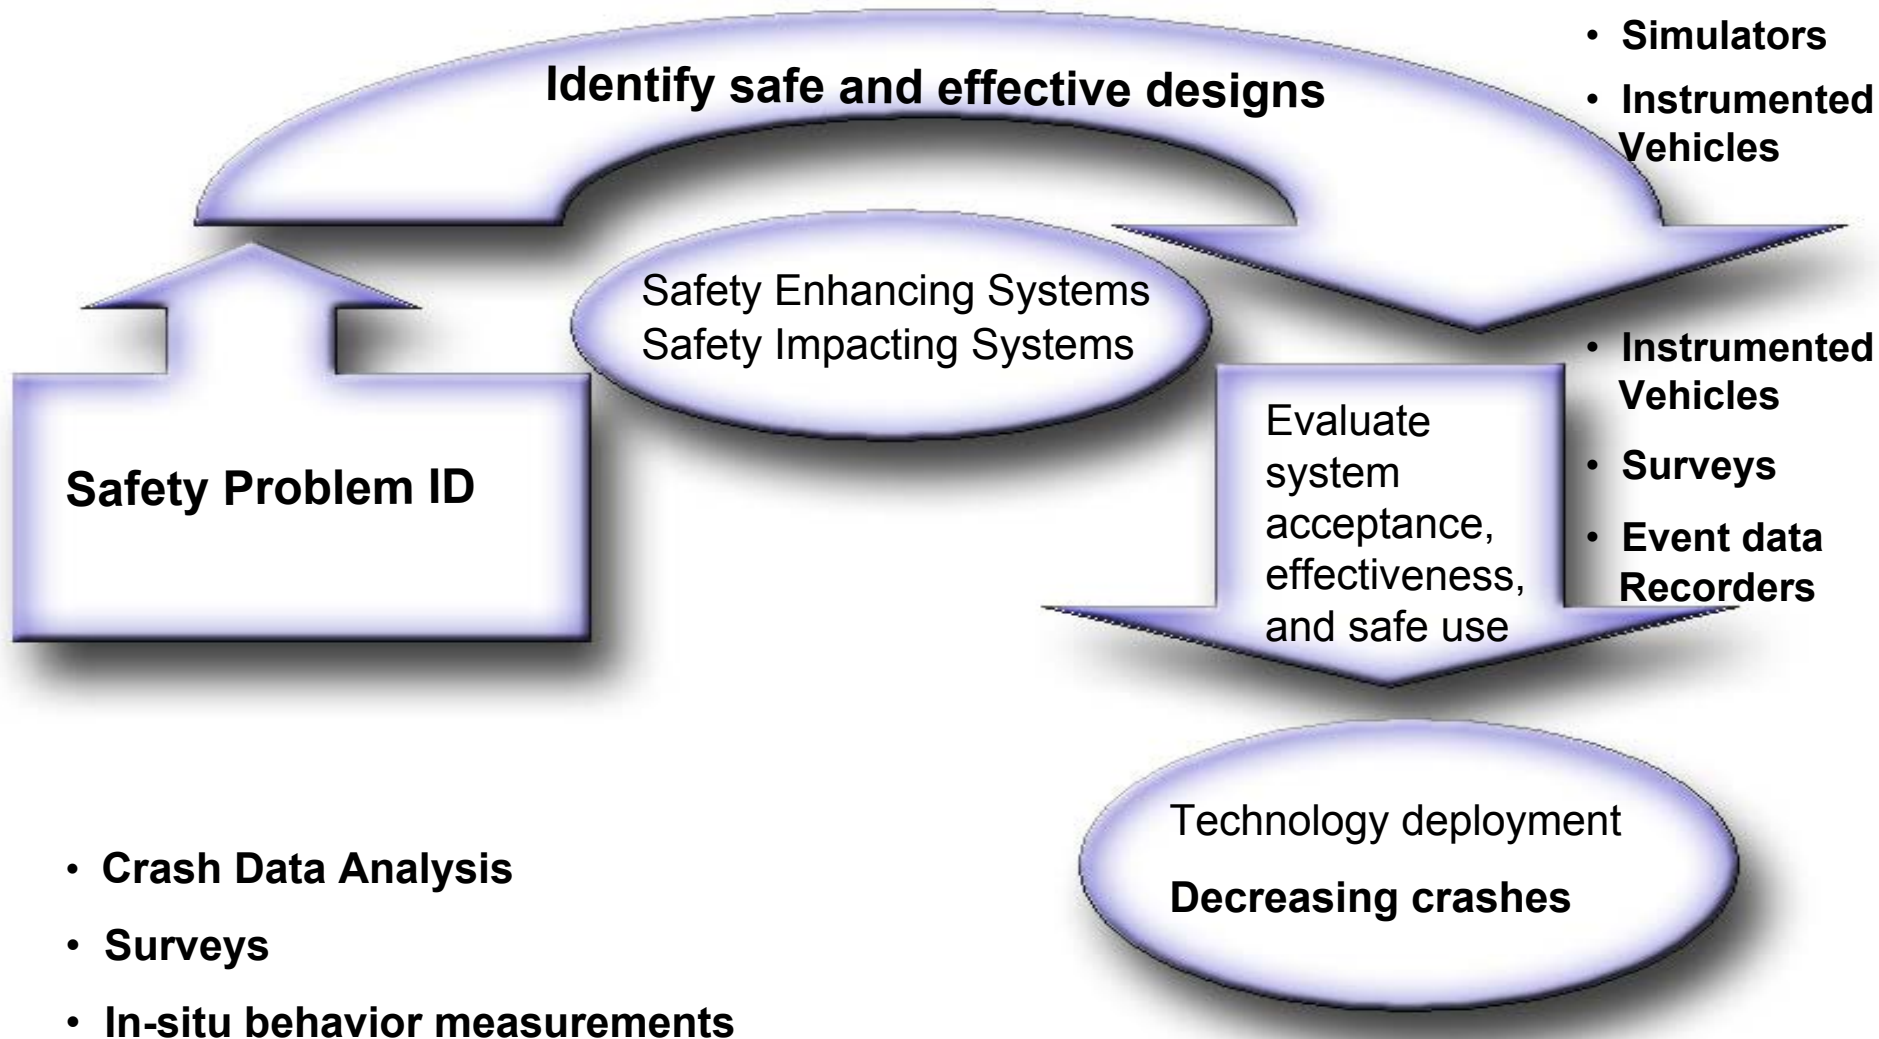 Identify safe and effective designs
• Simulators
• Instrumented
Vehicles
Safety Enhancing Systems
Safety Impacting Systems
Safety Problem ID
Evaluate
system
acceptance,
effectiveness,
and safe use
• Instrumented
Vehicles
• Surveys
• Event data
Recorders
Technology deployment
Decreasing crashes
• Crash Data Analysis
• Surveys
• In-situ behavior measurements